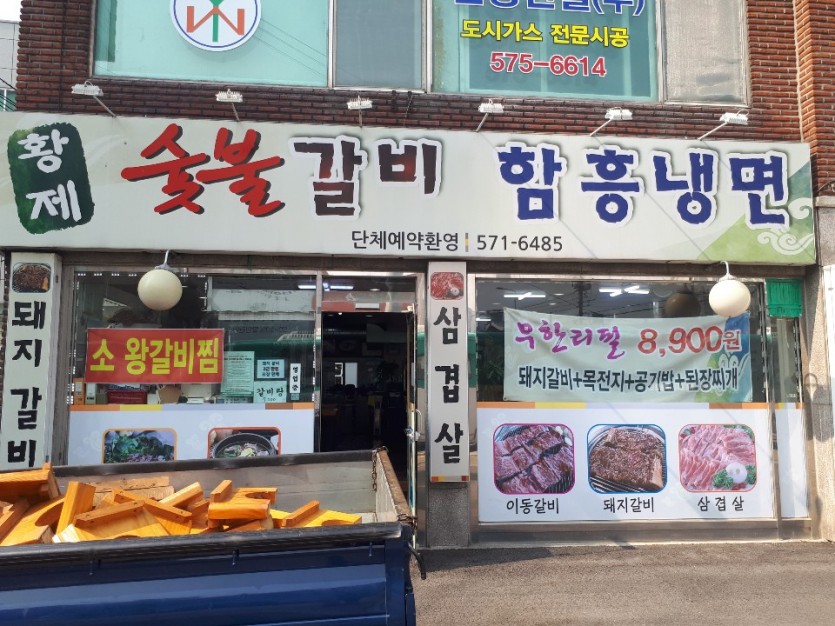 도시가스 전문시공
575-6614
황제 숯불갈비 함흥냉면
단체예약환영 571-6485
돼지갈비
소 왕갈비찜
삼겹살
무한리필 8,900원
돼지갈비+목전지+공기밥+된장찌개
이동갈비 돼지갈비 삼겹살